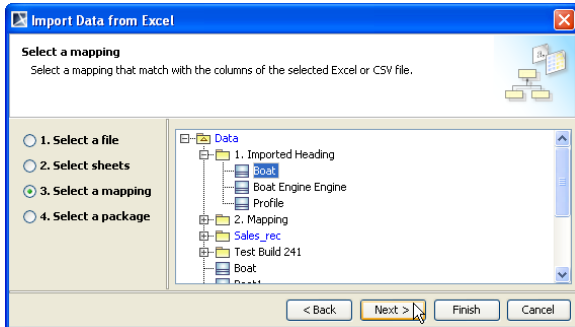 Import Data from Excel
Select a mapping
Select a mapping that match with the columns of the selected Excel or CSV file.
1. Select a file
2. Select sheets
3. Select a mapping
4. Select a package
Data
1. Imported Heading
Boat
Boat Engine Engine
Profile
2. Mapping
Sales_rec
Test Build 241
Boat
< Back
Next >
Finish
Cancel